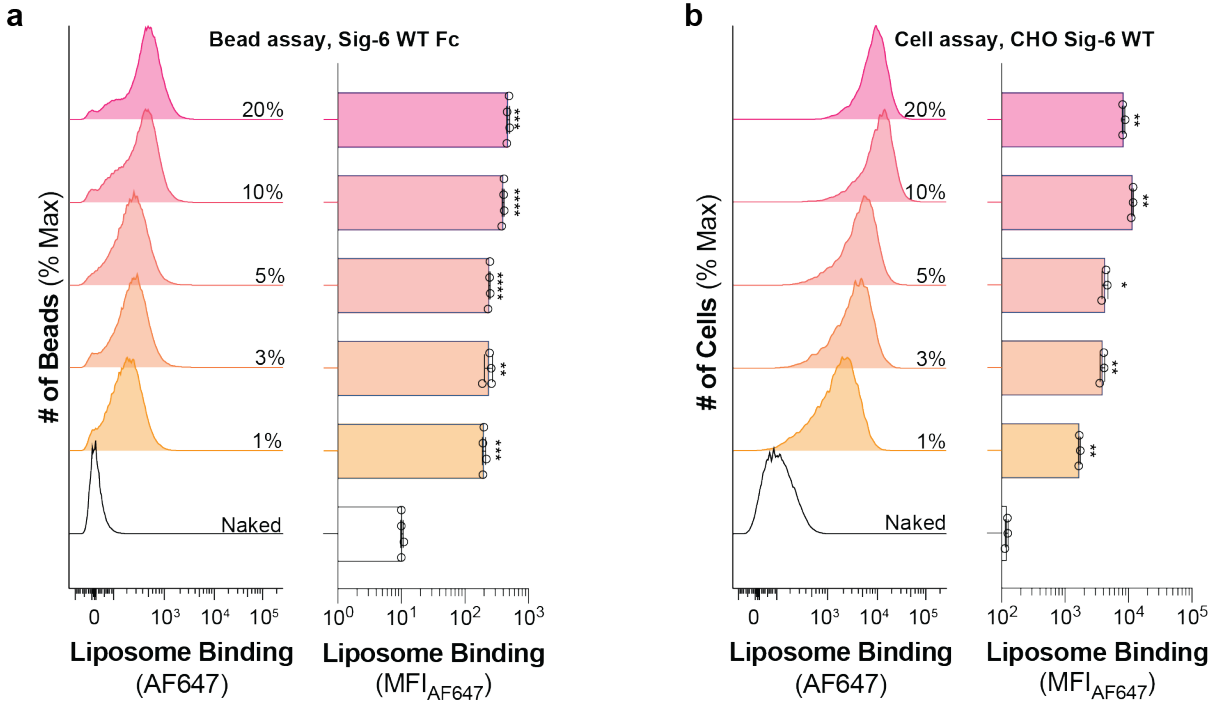 a
Bead assay, Sig-6 WT Fc
# of Beads (% Max)
20%
10%
5%
3%
1%
Naked
***
****
****
**
***
0 10³ 10⁴ 10⁵
Liposome Binding
(AF647)
10⁰ 10¹ 10² 10³
Liposome Binding
(MFI_AF647)
b
Cell assay, CHO Sig-6 WT
# of Cells (% Max)
20%
10%
5%
3%
1%
Naked
**
**
*
**
**
0 10³ 10⁴ 10⁵
Liposome Binding
(AF647)
10² 10³ 10⁴ 10⁵
Liposome Binding
(MFI_AF647)